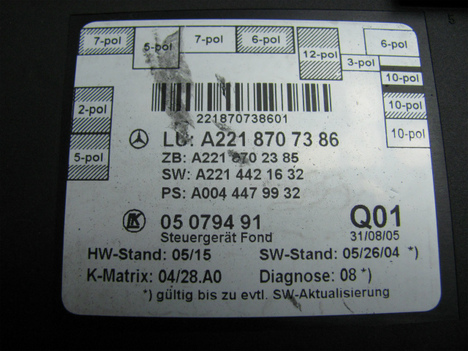 7-pol 5-pol 7-pol 6-pol 12-pol 6-pol
3-pol
10-pol
2-pol 10-pol
5-pol 10-pol
221870738601
LU: A221 870 73 86
ZB: A221 870 23 85
SW: A221 442 16 32
PS: A004 447 99 32
05 0794 91 Q01
Steuergerät Fond 31/08/05
HW-Stand: 05/15 SW-Stand: 05/26/04 *)
K-Matrix: 04/28.A0 Diagnose: 08 *)
*) gültig bis zu evtl. SW-Aktualisierung